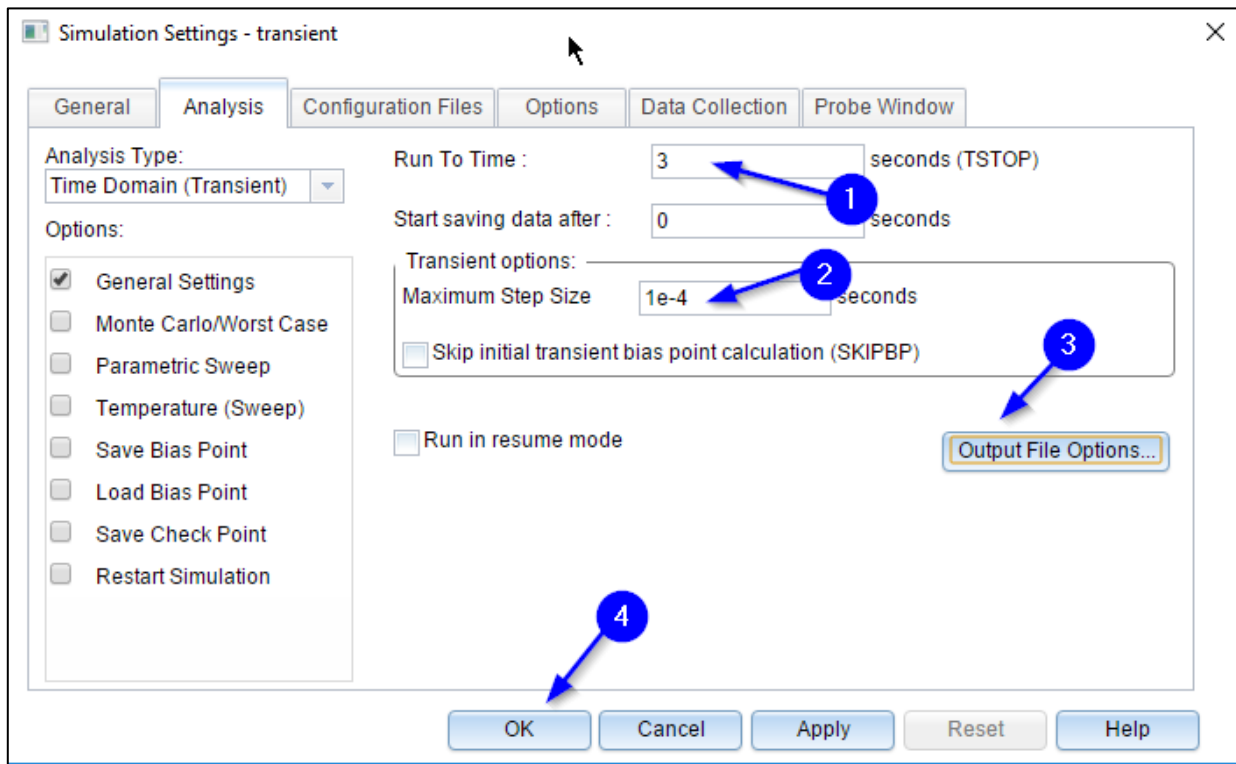 Simulation Settings - transient
General Analysis Configuration Files Options Data Collection Probe Window
Analysis Type:
Time Domain (Transient)
Options:
General Settings
Monte Carlo/Worst Case
Parametric Sweep
Temperature (Sweep)
Save Bias Point
Load Bias Point
Save Check Point
Restart Simulation
Run To Time : 3 seconds (TSTOP)
1
Start saving data after : 0 seconds
Transient options:
2
Maximum Step Size 1e-4 seconds
Skip initial transient bias point calculation (SKIPBP)
3
Run in resume mode
Output File Options...
4
OK Cancel Apply Reset Help